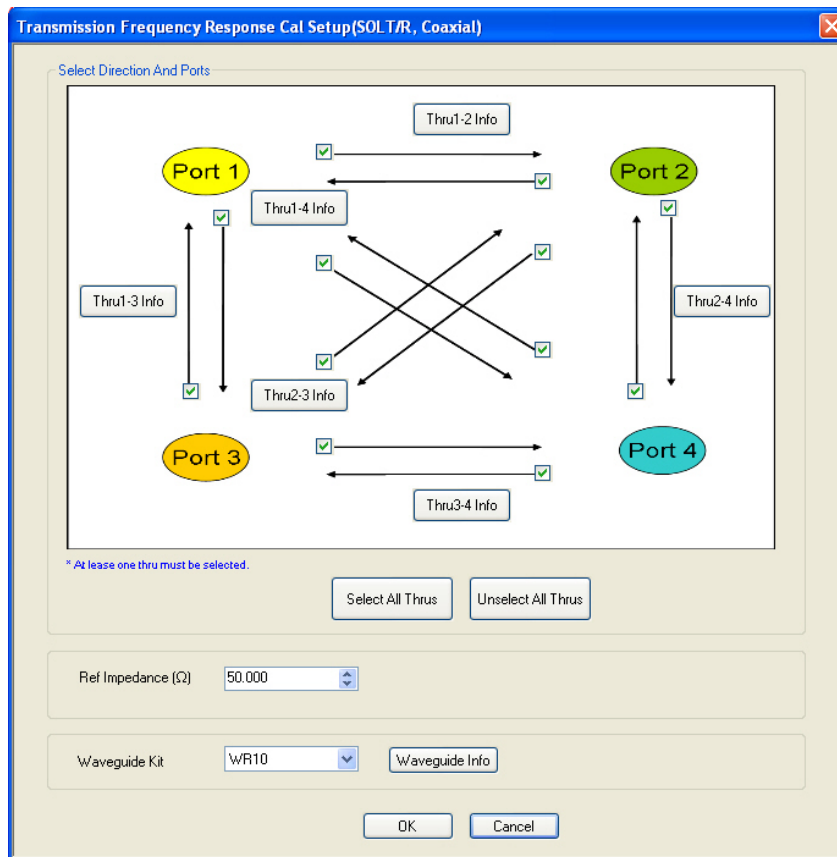 Transmission Frequency Response Cal Setup(SOLT/R, Coaxial)
Select Direction And Ports
Thru1-2 Info
Port 1
Port 2
Thru1-4 Info
Thru1-3 Info
Thru2-4 Info
Thru2-3 Info
Port 3
Port 4
Thru3-4 Info
* At lease one thru must be selected.
Select All Thrus
Unselect All Thrus
Ref Impedance (Ω)
50.000
Waveguide Kit
WR10
Waveguide Info
OK
Cancel